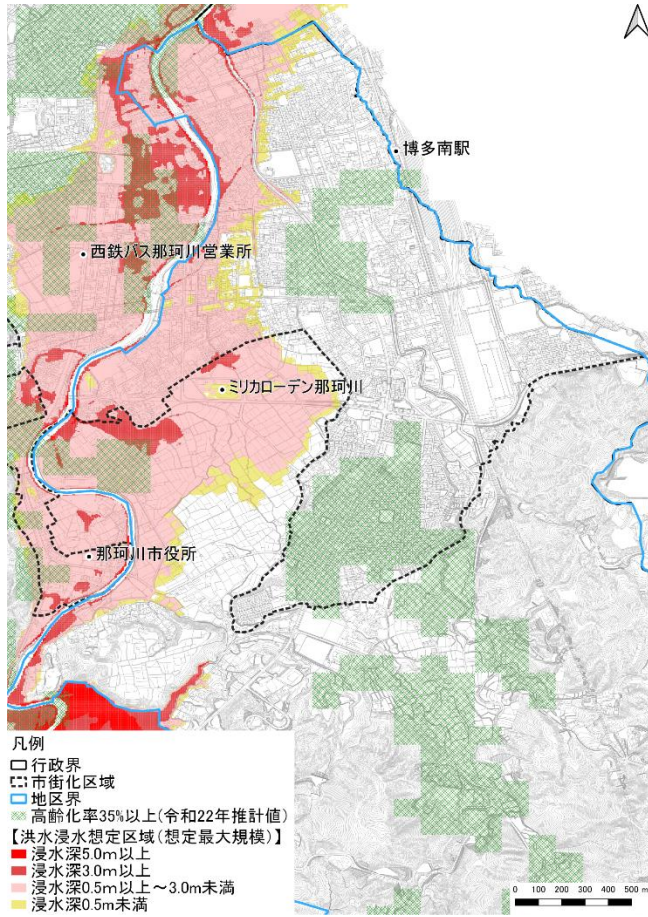 博多南駅
西鉄バス那珂川営業所
ミリカローデン那珂川
那珂川市役所
凡例
行政界
市街化区域
地区界
高齢化率35%以上(令和22年推計値)
【洪水浸水想定区域(想定最大規模)】
浸水深5.0m以上
浸水深3.0m以上
浸水深0.5m以上～3.0m未満
浸水深0.5m未満
0 100 200 300 400 500 m